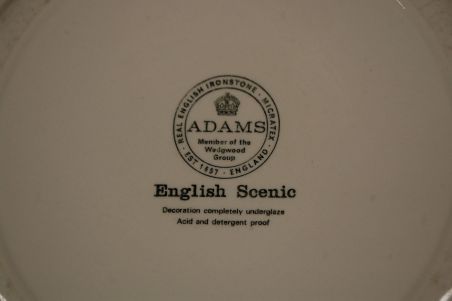 REAL ENGLISH IRONSTONE · MICRATEX
ADAMS
Member of the
Wedgwood
Group
· EST 1657 · ENGLAND ·
English Scenic
Decoration completely underglaze
Acid and detergent proof